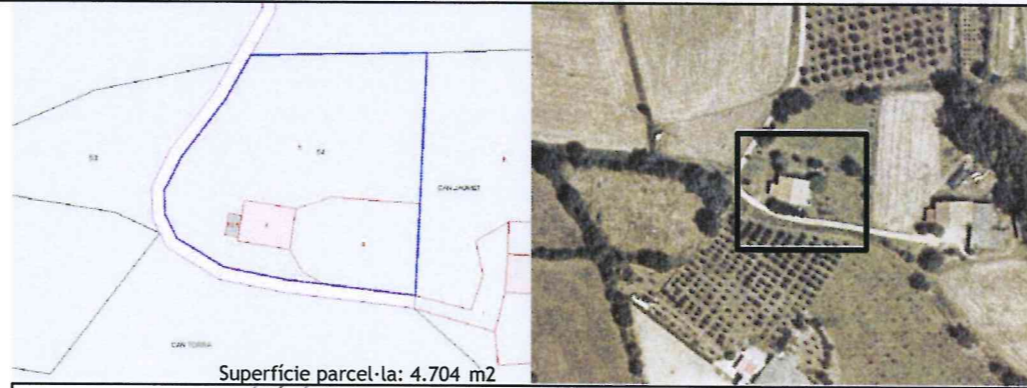 53
54
CAN JAUMET
CAN TORRA
Superfície parcel·la: 4.704 m2